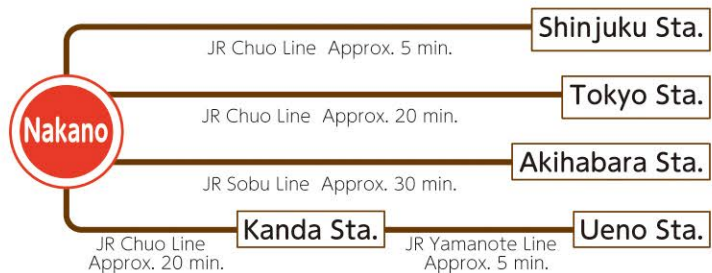 Shinjuku Sta.
JR Chuo Line Approx. 5 min.
Tokyo Sta.
JR Chuo Line Approx. 20 min.
Nakano
Akihabara Sta.
JR Sobu Line Approx. 30 min.
Kanda Sta.
Ueno Sta.
JR Chuo Line
Approx. 20 min.
JR Yamanote Line
Approx. 5 min.